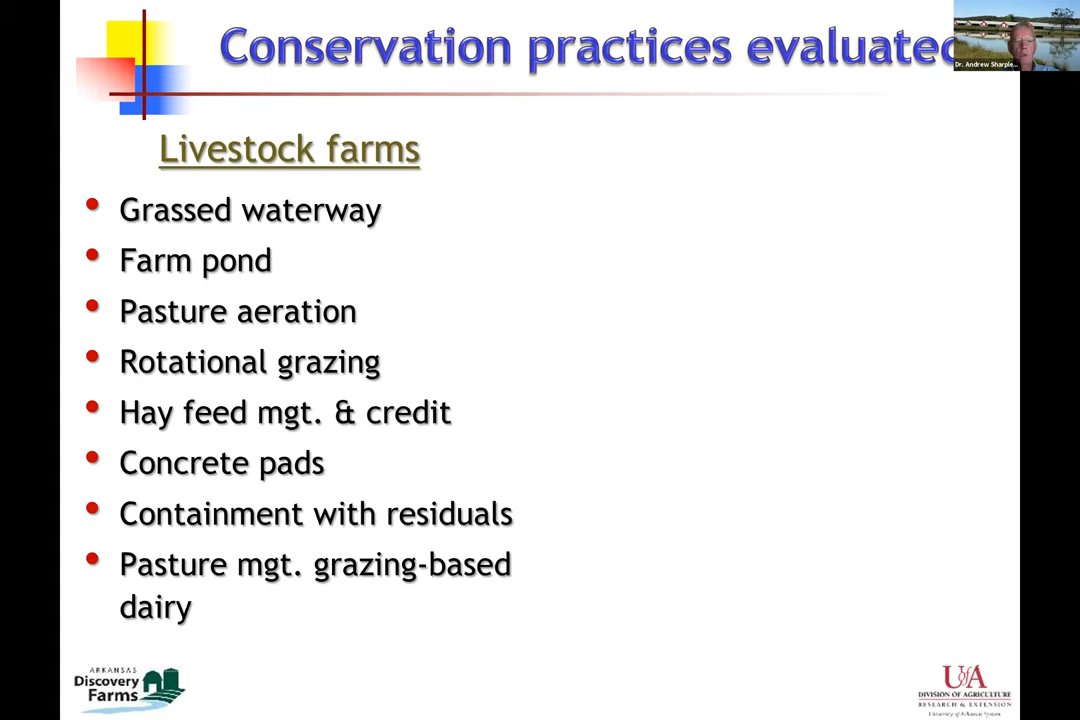 Conservation practices evaluated
Dr. Andrew Sharple...
Livestock farms
• Grassed waterway
• Farm pond
• Pasture aeration
• Rotational grazing
• Hay feed mgt. & credit
• Concrete pads
• Containment with residuals
• Pasture mgt. grazing-based
dairy
ARKANSAS
Discovery
Farms
UofA
DIVISION OF AGRICULTURE
RESEARCH & EXTENSION
University of Arkansas System